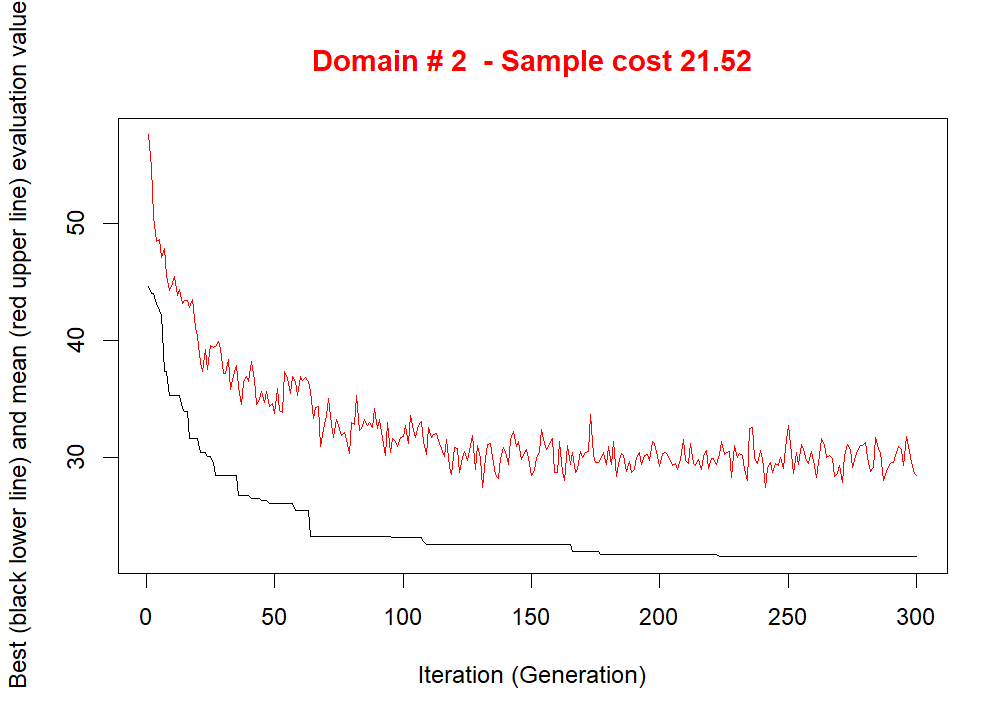 Domain # 2  - Sample cost 21.52
Best (black lower line) and mean (red upper line) evaluation value
50
40
30
0 50 100 150 200 250 300
Iteration (Generation)